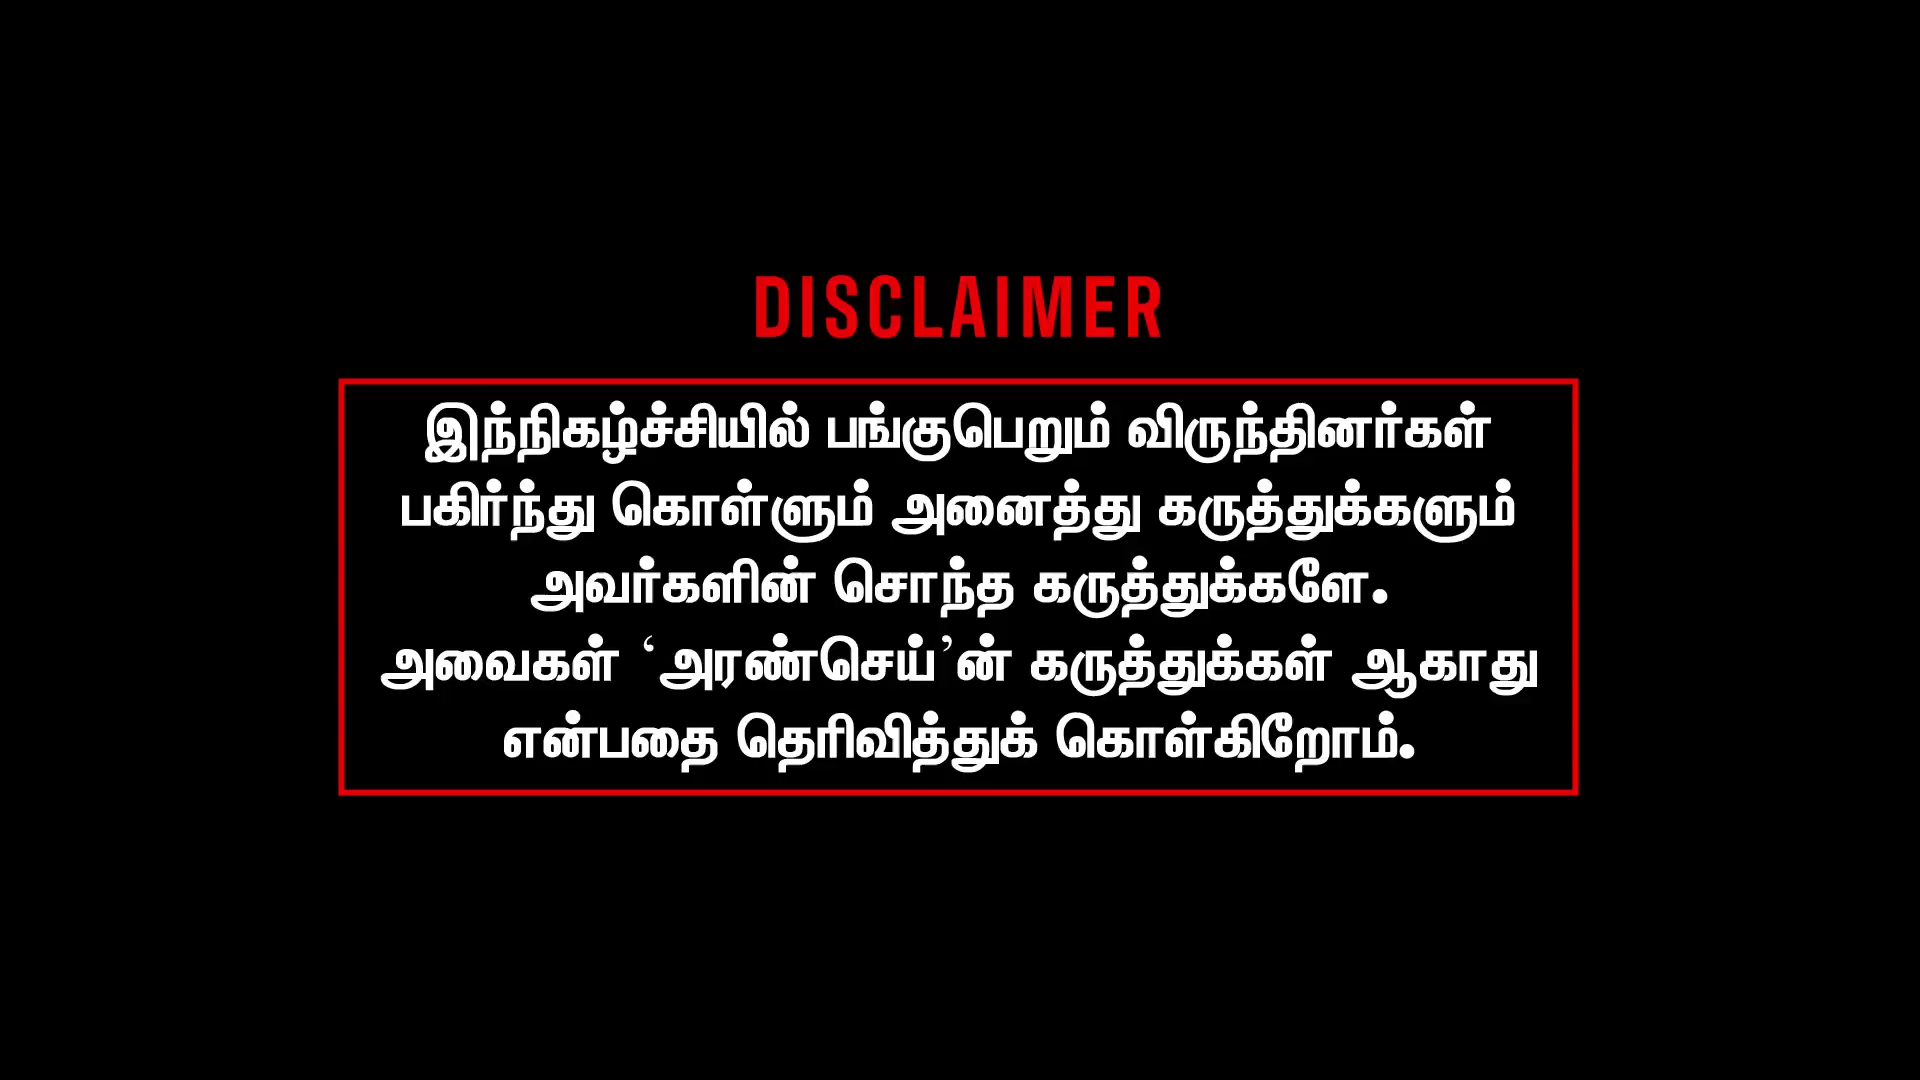 DISCLAIMER
இந்நிகழ்ச்சியில் பங்குபெறும் விருந்தினர்கள்
பகிர்ந்து கொள்ளும் அனைத்து கருத்துக்களும்
அவர்களின் சொந்த கருத்துக்களே.
அவைகள் ‘அரண்செய்’ன் கருத்துக்கள் ஆகாது
என்பதை தெரிவித்துக் கொள்கிறோம்.